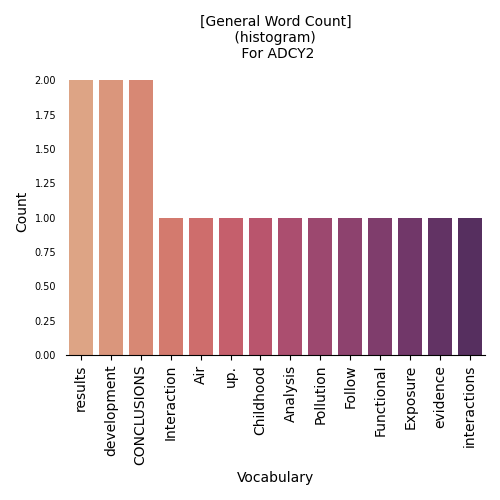 [General Word Count]
(histogram)
For ADCY2
Count
2.00
1.75
1.50
1.25
1.00
0.75
0.50
0.25
0.00
results
development
CONCLUSIONS
Interaction
Air
up.
Childhood
Analysis
Pollution
Follow
Functional
Exposure
evidence
interactions
Vocabulary